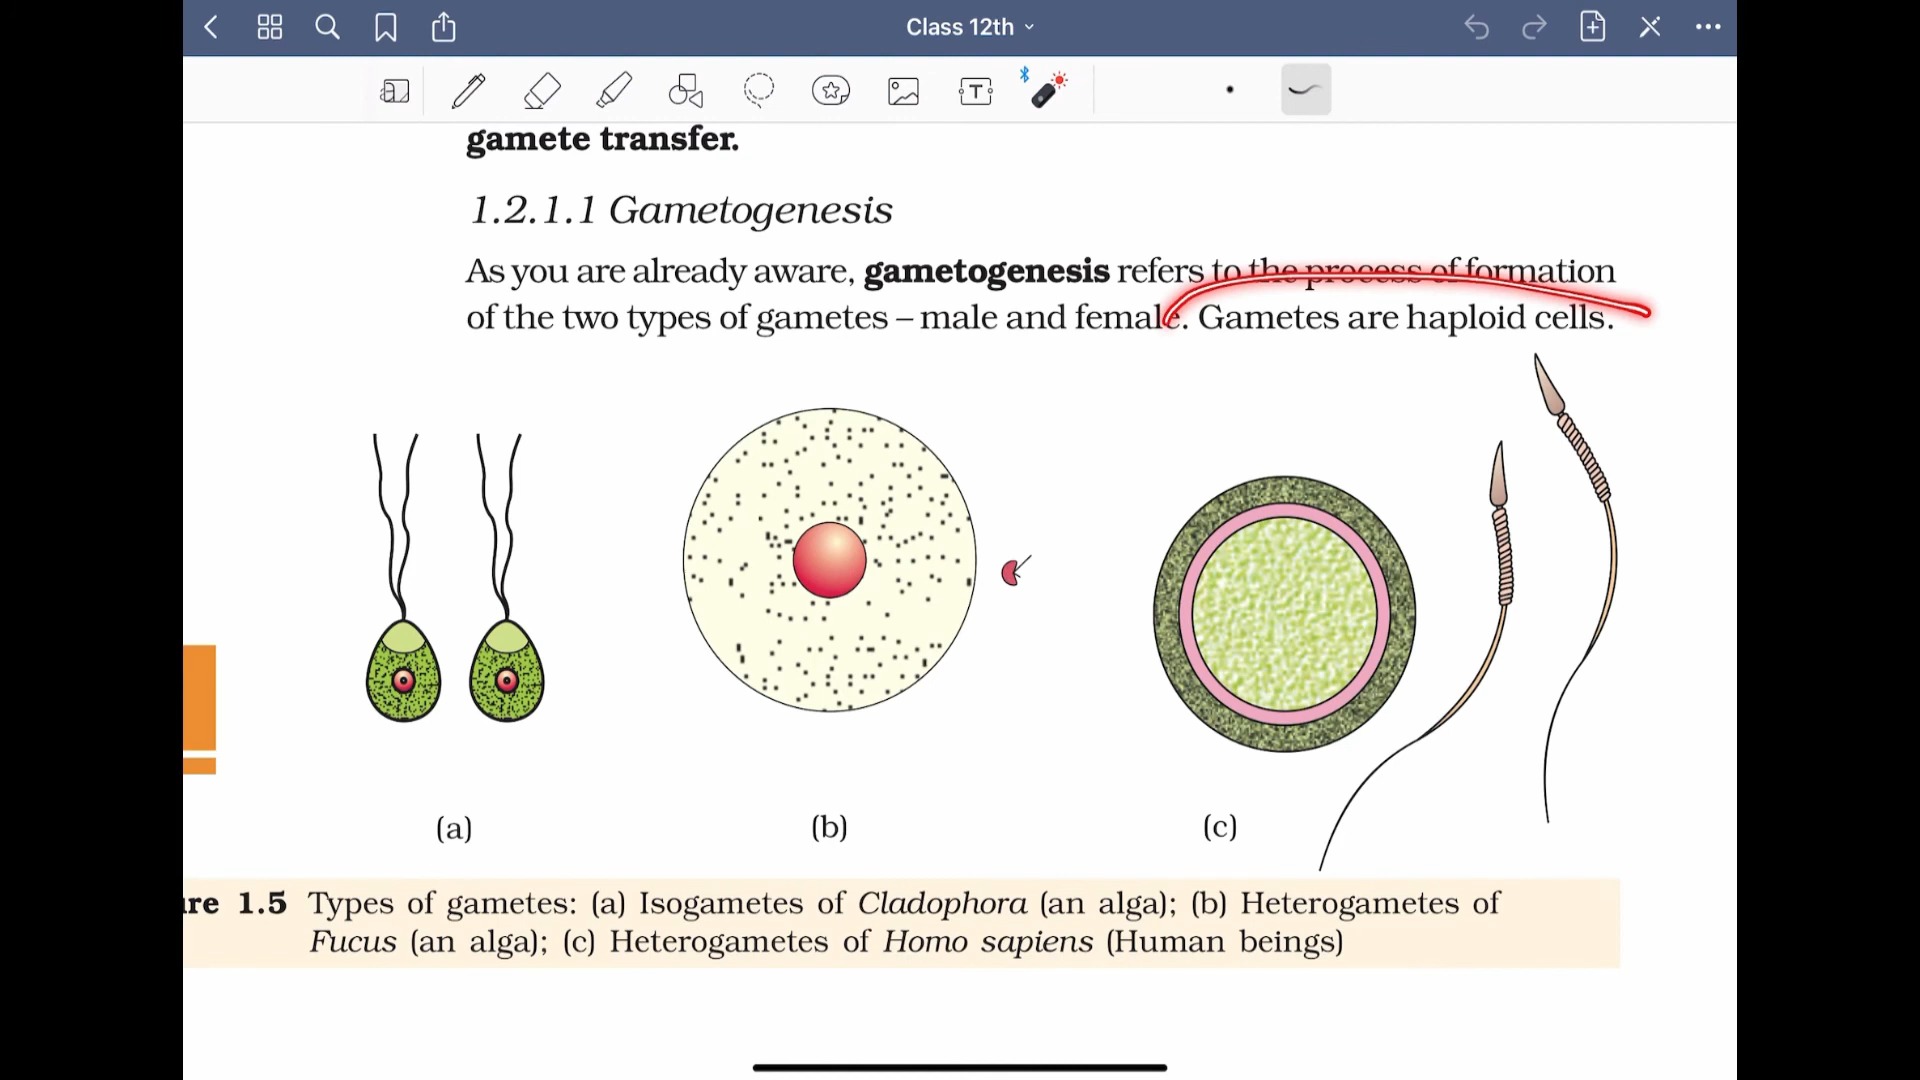 Class 12th
T
gamete transfer.
1.2.1.1 Gametogenesis
As you are already aware, gametogenesis refers to the process of formation
of the two types of gametes – male and female. Gametes are haploid cells.
(a) (b) (c)
ure 1.5 Types of gametes: (a) Isogametes of Cladophora (an alga); (b) Heterogametes of
Fucus (an alga); (c) Heterogametes of Homo sapiens (Human beings)